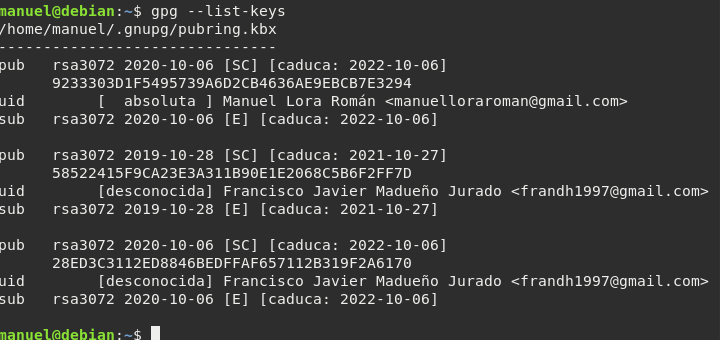 manuel@debian:~$ gpg --list-keys
/home/manuel/.gnupg/pubring.kbx
-------------------------------
pub   rsa3072 2020-10-06 [SC] [caduca: 2022-10-06]
      9233303D1F5495739A6D2CB4636AE9EBCB7E3294
uid        [  absoluta ] Manuel Lora Román <manuelloraroman@gmail.com>
sub   rsa3072 2020-10-06 [E] [caduca: 2022-10-06]

pub   rsa3072 2019-10-28 [SC] [caduca: 2021-10-27]
      58522415F9CA23E3A311B90E1E2068C5B6F2FF7D
uid        [desconocida] Francisco Javier Madueño Jurado <frandh1997@gmail.com>
sub   rsa3072 2019-10-28 [E] [caduca: 2021-10-27]

pub   rsa3072 2020-10-06 [SC] [caduca: 2022-10-06]
      28ED3C3112ED8846BEDFFAF657112B319F2A6170
uid        [desconocida] Francisco Javier Madueño Jurado <frandh1997@gmail.com>
sub   rsa3072 2020-10-06 [E] [caduca: 2022-10-06]

manuel@debian:~$